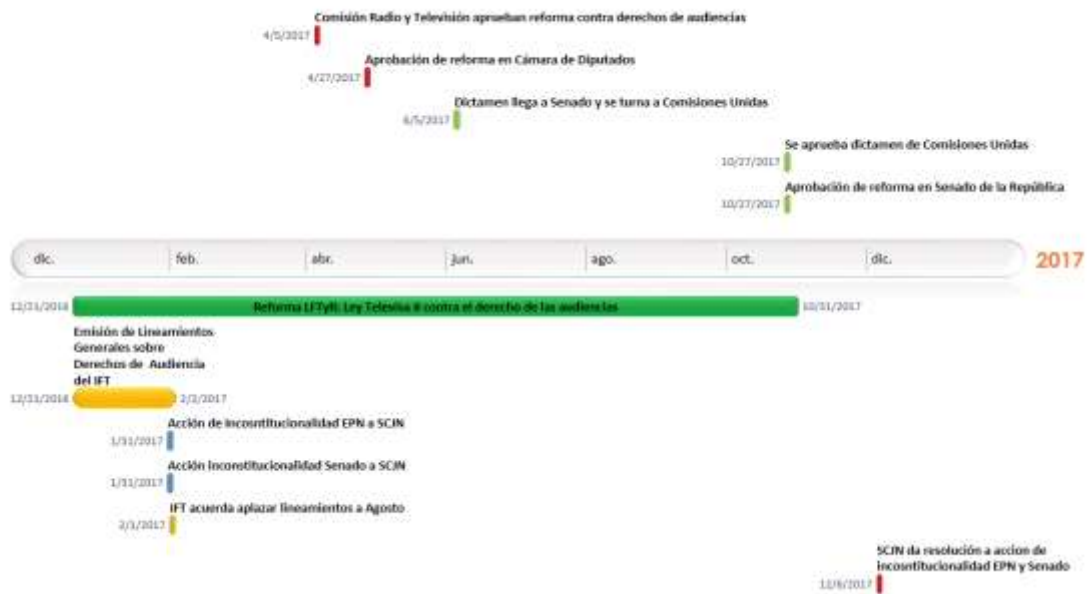 Comisión Radio y Televisión aprueban reforma contra derechos de audiencias
4/5/2017
Aprobación de reforma en Cámara de Diputados
4/27/2017
Dictamen llega a Senado y se turna a Comisiones Unidas
6/5/2017
Se aprueba dictamen de Comisiones Unidas
10/27/2017
Aprobación de reforma en Senado de la República
10/27/2017
dic. feb. abr. jun. ago. oct. dic. 2017
12/21/2016 Reforma LFTyR: Ley Televisa II contra el derecho de las audiencias 10/31/2017
Emisión de Lineamientos
Generales sobre
Derechos de Audiencia
del IFT
12/21/2016 2/2/2017
Acción de incosntitucionalidad EPN a SCJN
1/31/2017
Acción inconstitucionalidad Senado a SCJN
1/31/2017
IFT acuerda aplazar lineamientos a Agosto
2/1/2017
SCJN da resolución a accion de
incosntitucionalidad EPN y Senado
12/6/2017